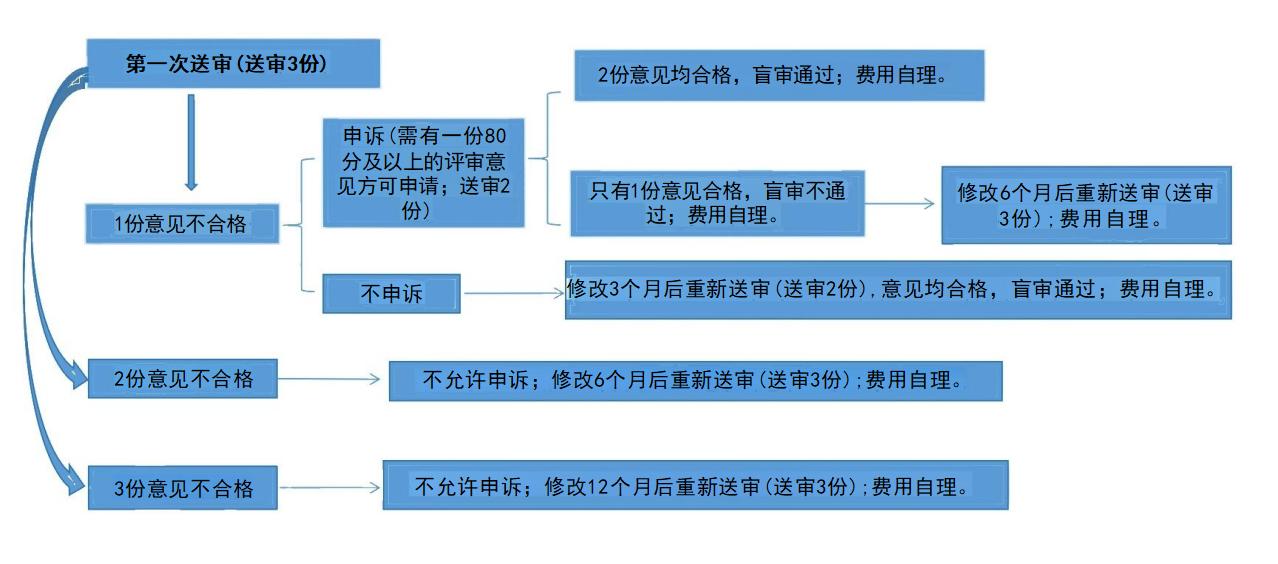 第一次送审(送审3份)
2份意见均合格，盲审通过；费用自理。
申诉(需有一份80
分及以上的评审意
见方可申请；送审2
份)
只有1份意见合格，盲审不通
过；费用自理。
修改6个月后重新送审(送审
3份);费用自理。
1份意见不合格
不申诉
修改3个月后重新送审(送审2份),意见均合格，盲审通过；费用自理。
2份意见不合格
不允许申诉；修改6个月后重新送审(送审3份);费用自理。
3份意见不合格
不允许申诉；修改12个月后重新送审(送审3份);费用自理。